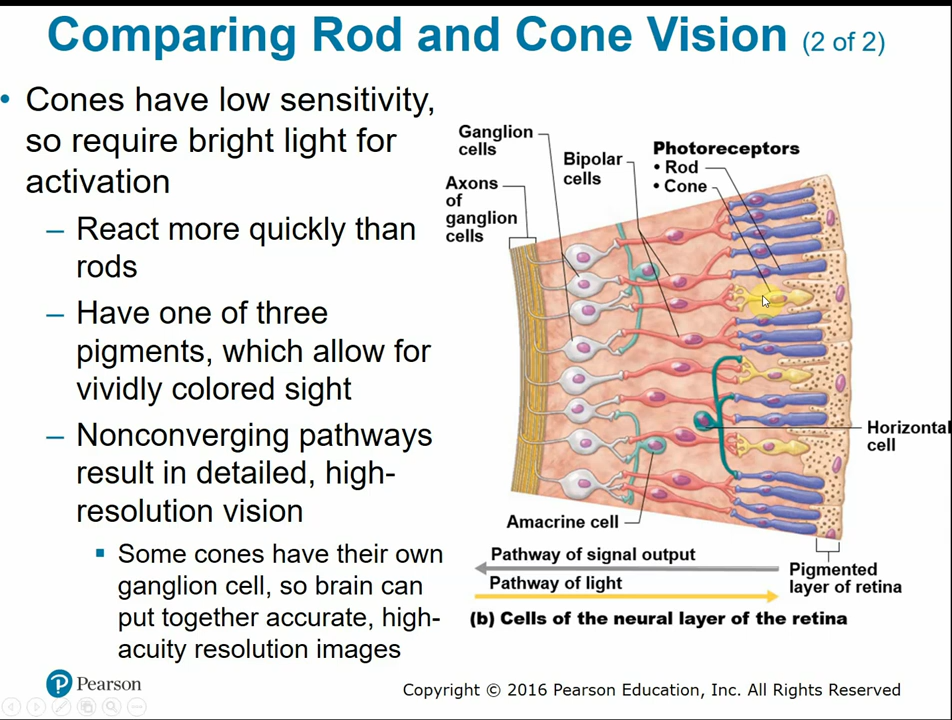 Comparing Rod and Cone Vision (2 of 2)
• Cones have low sensitivity,
so require bright light for
activation
– React more quickly than
rods
– Have one of three
pigments, which allow for
vividly colored sight
– Nonconverging pathways
result in detailed, high-
resolution vision
▪ Some cones have their own
ganglion cell, so brain can
put together accurate, high-
acuity resolution images
Ganglion
cells
Axons
of
ganglion
cells
Bipolar
cells
Photoreceptors
• Rod
• Cone
Horizontal
cell
Amacrine cell
Pathway of signal output
Pathway of light
Pigmented
layer of retina
(b) Cells of the neural layer of the retina
Pearson
Copyright © 2016 Pearson Education, Inc. All Rights Reserved